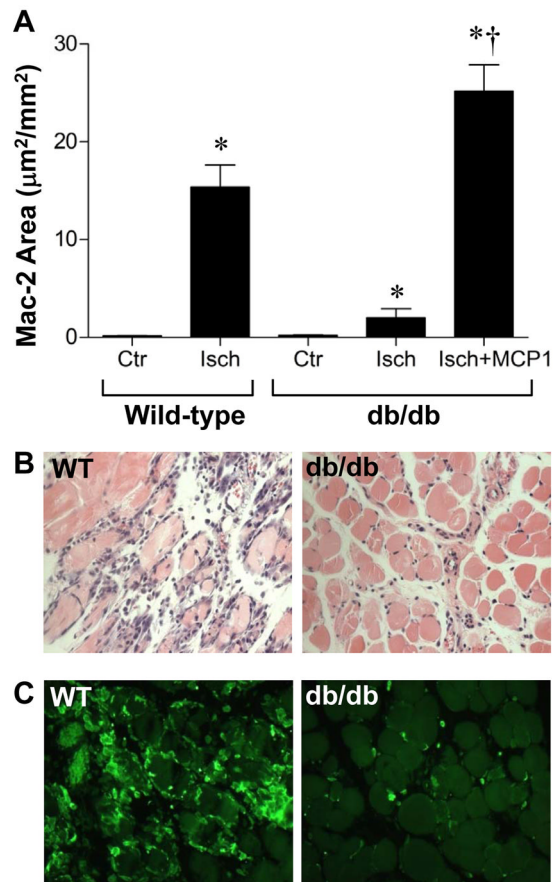 A
Mac-2 Area (µm²/mm²)
30
20
10
0
*
*
*†
Ctr
Isch
Ctr
Isch
Isch+MCP1
Wild-type
db/db
B
WT
db/db
C
WT
db/db